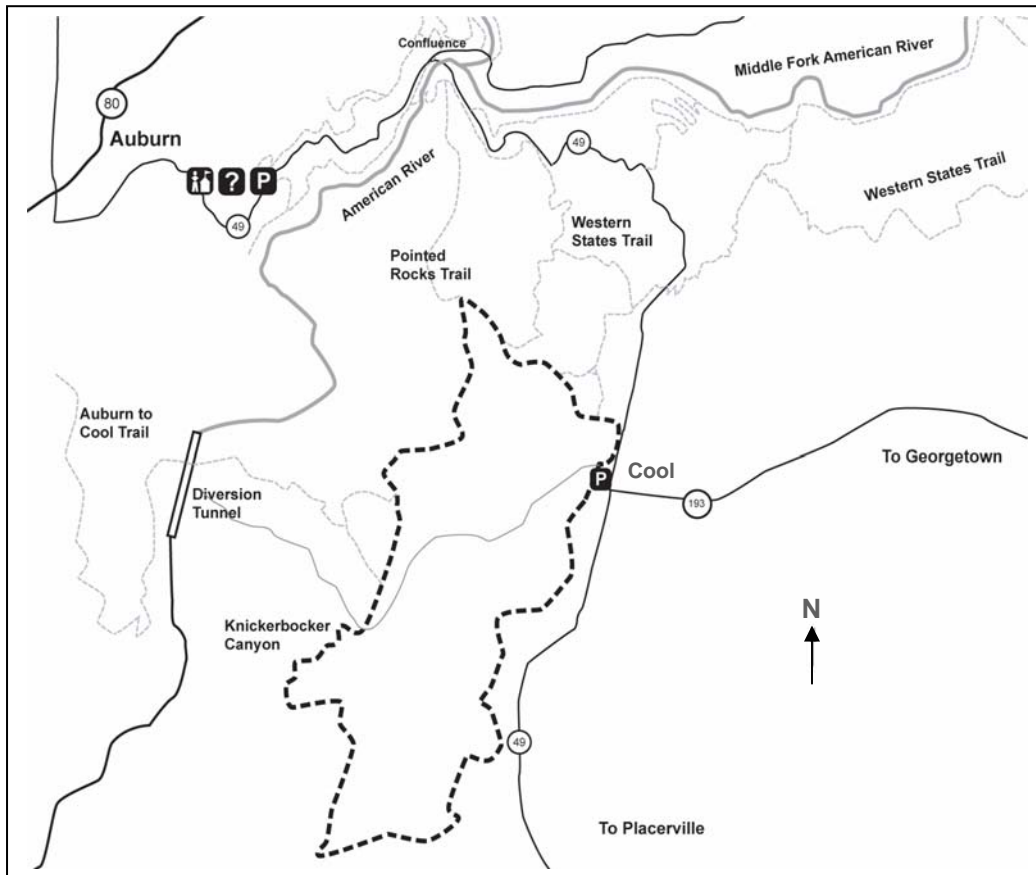 Confluence
Middle Fork American River
80
Auburn
49
?
P
49
American River
Western States Trail
Western
States Trail
Pointed
Rocks Trail
Auburn to
Cool Trail
Diversion
Tunnel
P
Cool
To Georgetown
193
Knickerbocker
Canyon
N
49
To Placerville